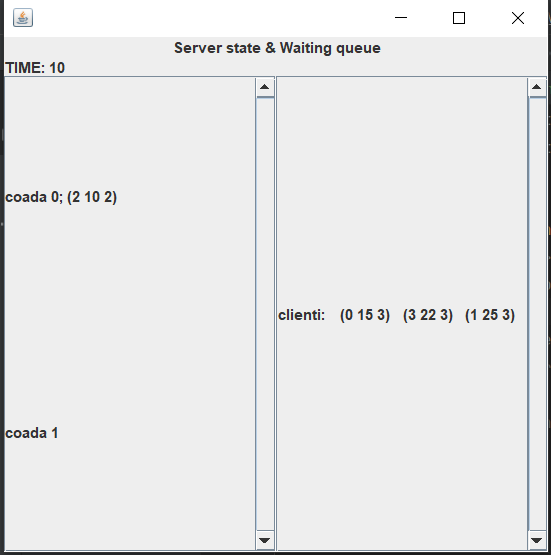 Server state & Waiting queue
TIME: 10
coada 0; (2 10 2)
clienti: (0 15 3) (3 22 3) (1 25 3)
coada 1